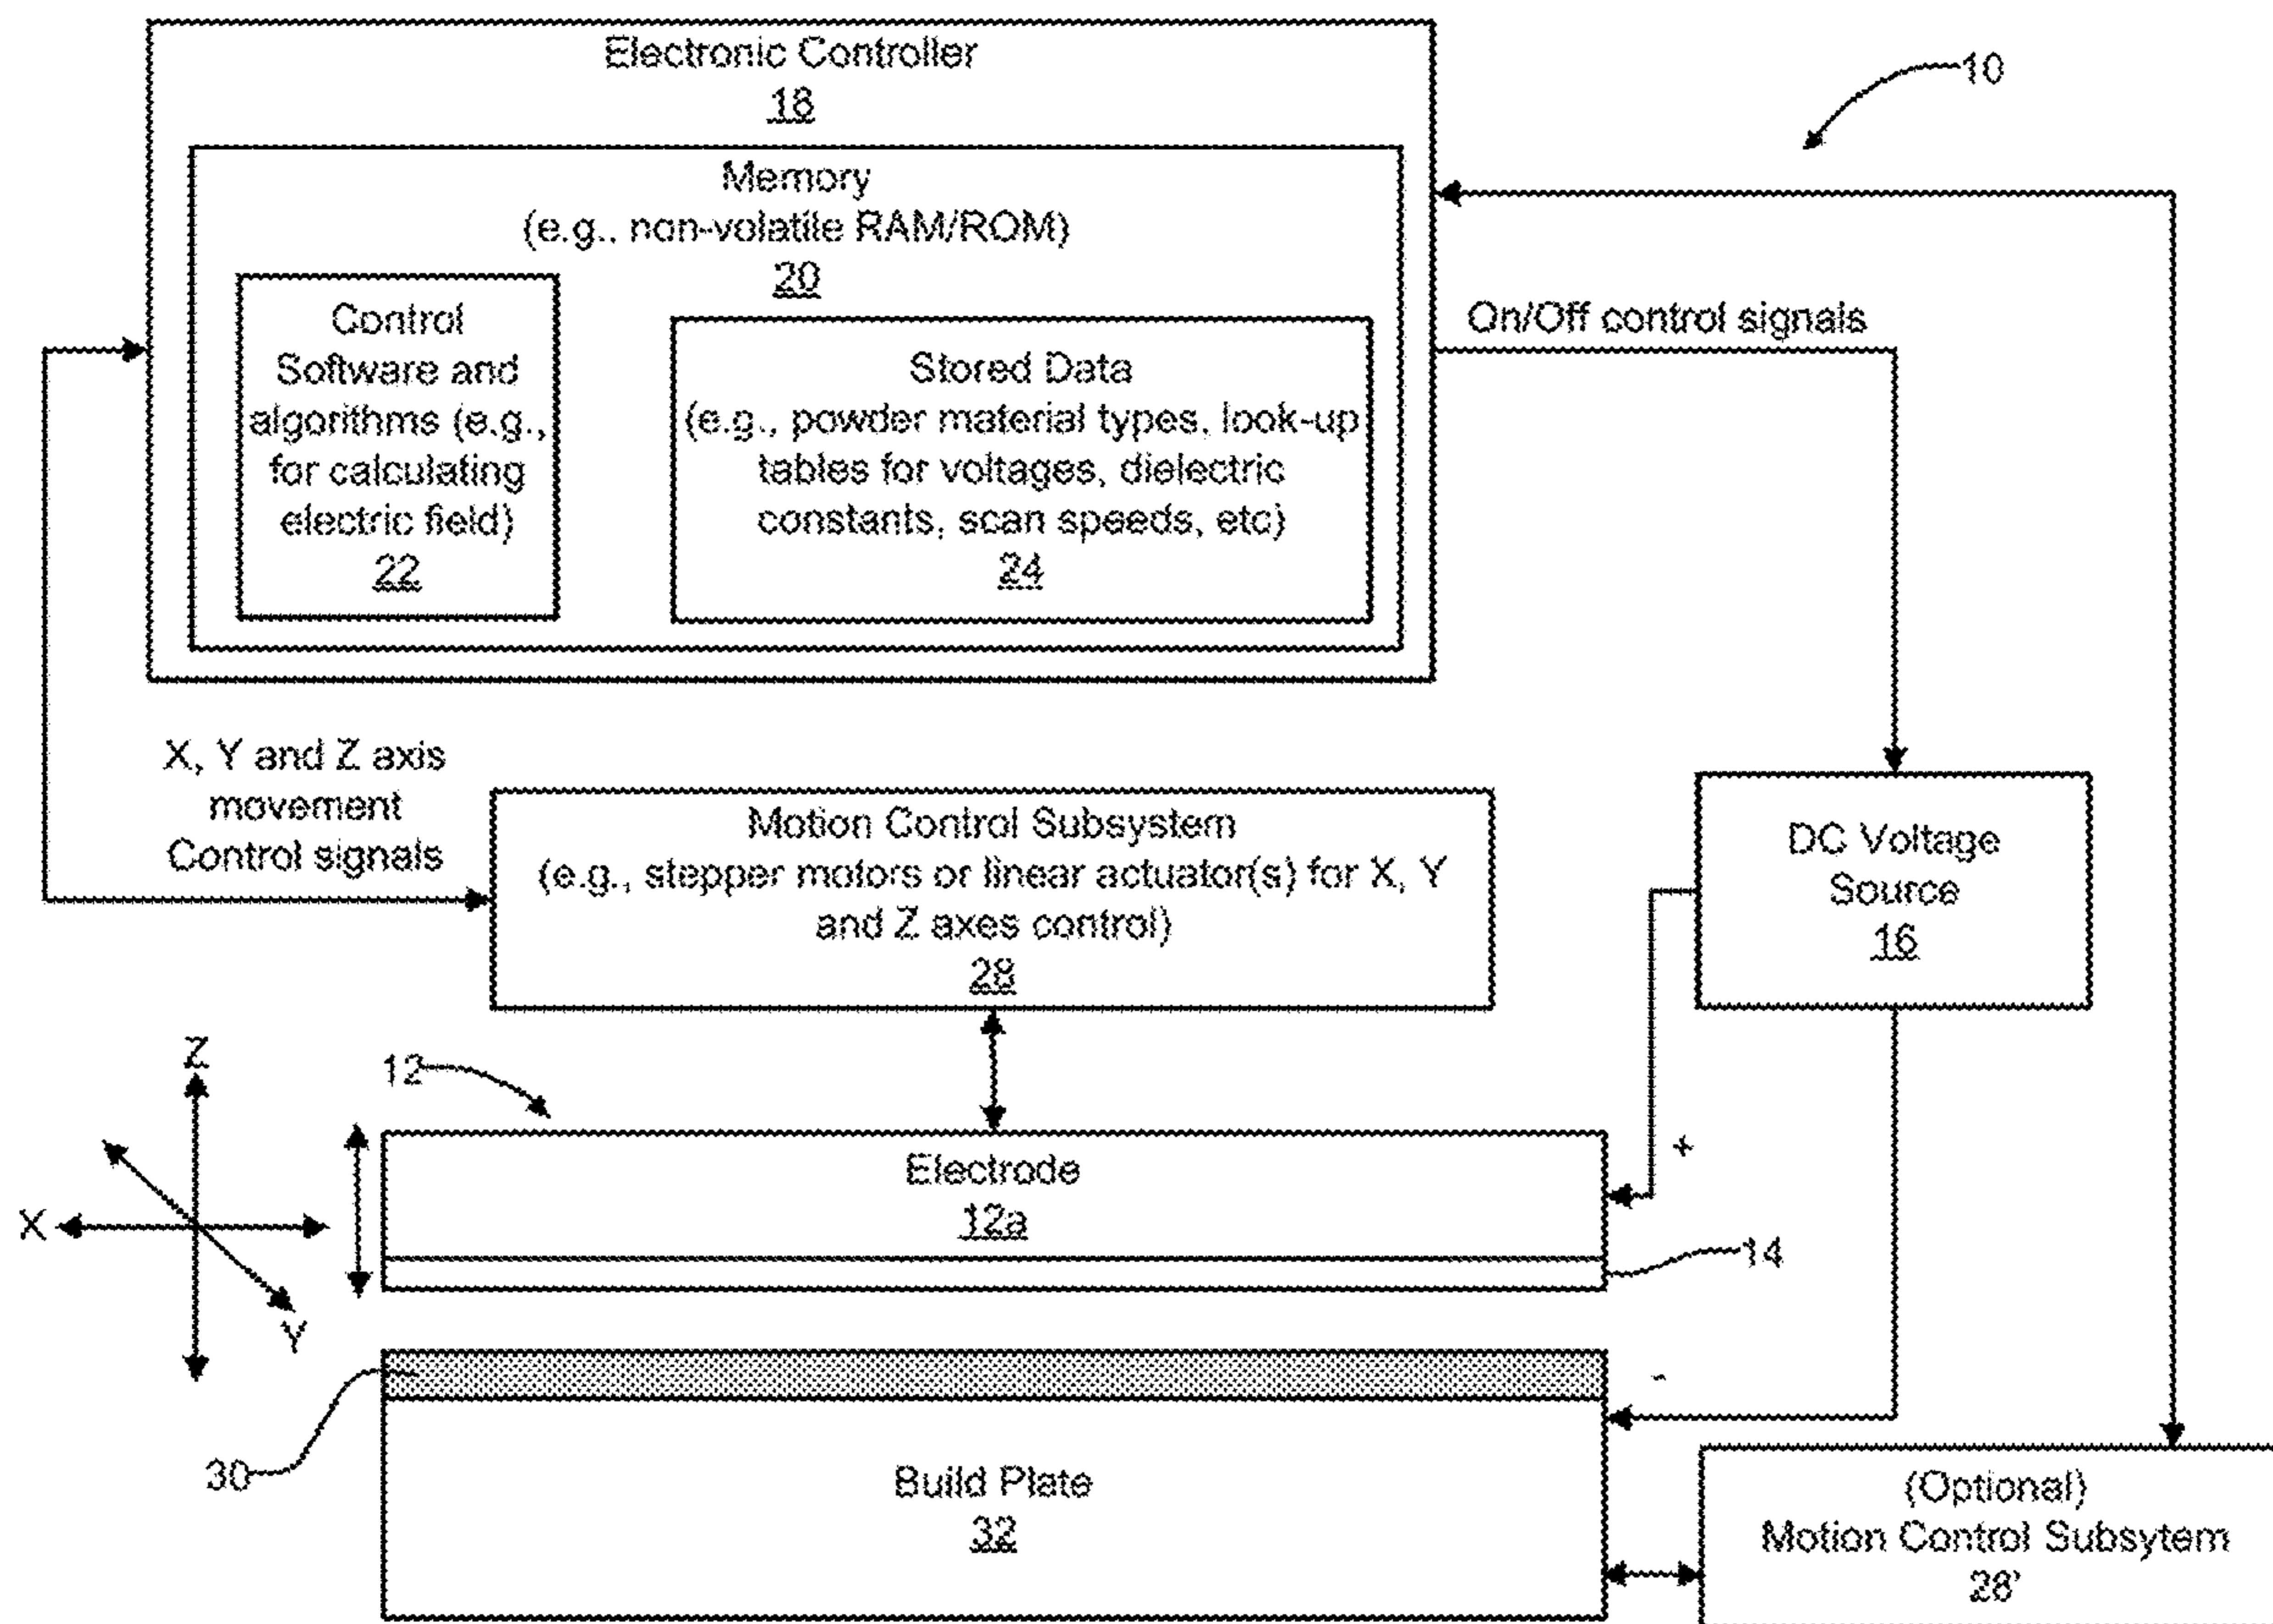 Electronic Controller
18
10
Memory
(e.g., non-volatile RAM/ROM)
20
Control
Software and
algorithms (e.g.,
for calculating
electric field)
22
Stored Data
(e.g., powder material types, look-up
tables for voltages, dielectric
constants, scan speeds, etc)
24
On/Off control signals
X, Y and Z axis
movement
Control signals
Motion Control Subsystem
(e.g., stepper motors or linear actuator(s) for X, Y
and Z axes control)
28
DC Voltage
Source
16
Z
X
Y
12
Electrode
12a
+
14
-
30
Build Plate
32
(Optional)
Motion Control Subsytem
28'